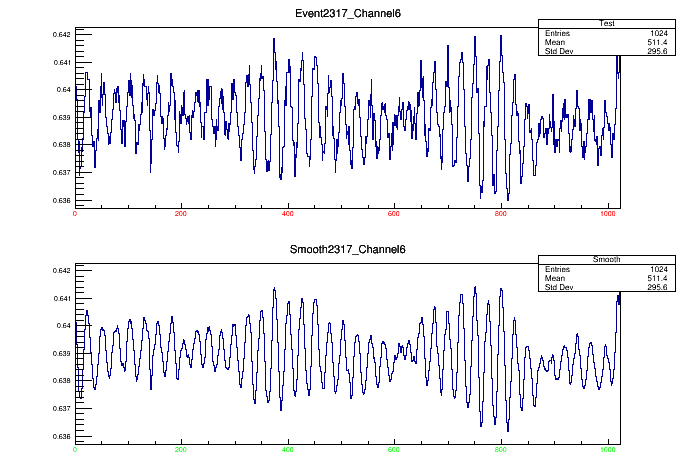 Event2317_Channel6
Test
Entries 1024
Mean 511.4
Std Dev 295.6
0.642
0.641
0.64
0.639
0.638
0.637
0.636
0 200 400 600 800 1000
Smooth2317_Channel6
Smooth
Entries 1024
Mean 511.4
Std Dev 295.6
0.642
0.641
0.64
0.639
0.638
0.637
0.636
0 200 400 600 800 1000